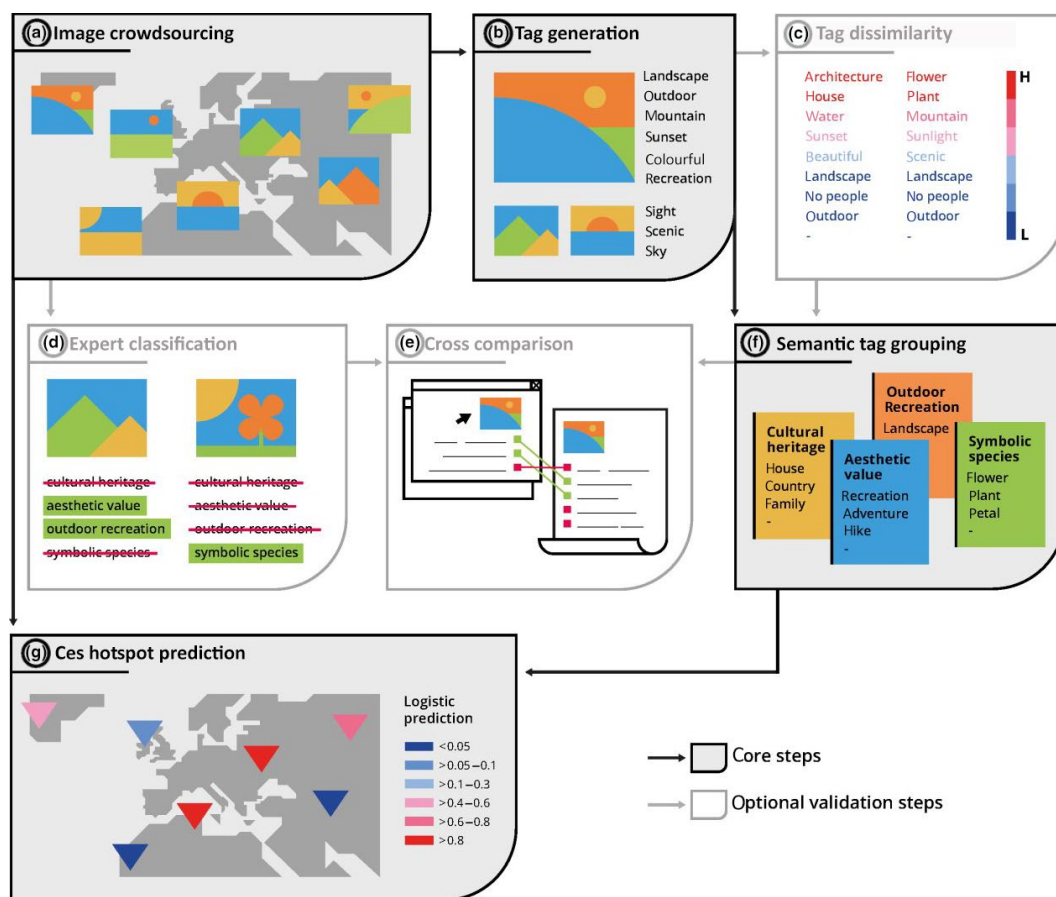 (a) Image crowdsourcing
(b) Tag generation
Landscape
Outdoor
Mountain
Sunset
Colourful
Recreation
Sight
Scenic
Sky
(c) Tag dissimilarity
Architecture Flower
House Plant
Water Mountain
Sunset Sunlight
Beautiful Scenic
Landscape Landscape
No people No people
Outdoor Outdoor
- -
H
L
(d) Expert classification
cultural heritage
aesthetic value
outdoor recreation
symbolic species
cultural heritage
aesthetic value
outdoor recreation
symbolic species
(e) Cross comparison
(f) Semantic tag grouping
Cultural
heritage
House
Country
Family
-
Aesthetic
value
Recreation
Adventure
Hike
-
Outdoor
Recreation
Landscape
Symbolic
species
Flower
Plant
Petal
-
(g) Ces hotspot prediction
Logistic
prediction
<0.05
>0.05–0.1
>0.1–0.3
>0.4–0.6
>0.6–0.8
>0.8
Core steps
Optional validation steps